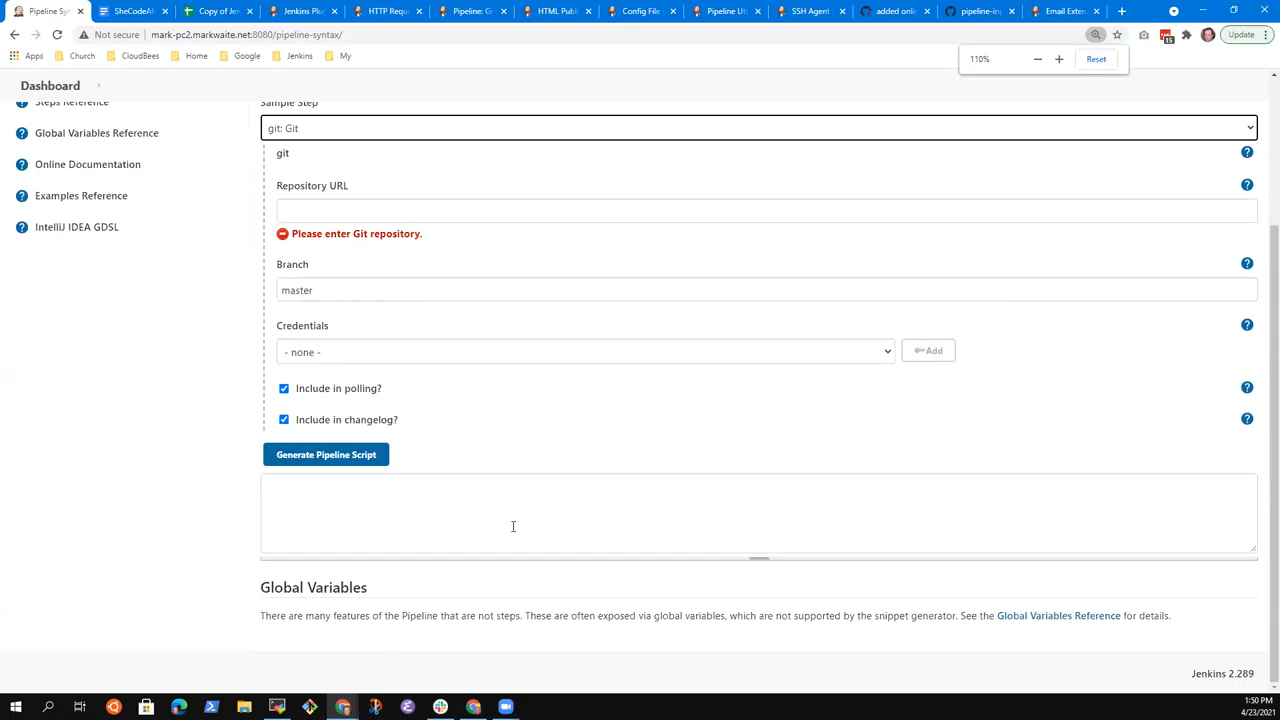 Pipeline Sy
SheCodeAf
Copy of Jen
Jenkins Plug
HTTP Requ
Pipeline: G
HTML Publ
Config File
Pipeline Uti
SSH Agent
added onli
pipeline-inp
Email Exten
Not secure mark-pc2.markwaite.net:8080/pipeline-syntax/
15
Update
Apps Church CloudBees Home Google Jenkins My
110% Reset
Dashboard
Steps Reference
Global Variables Reference
Online Documentation
Examples Reference
IntelliJ IDEA GDSL
Sample Step
git: Git
git
Repository URL
Please enter Git repository.
Branch
master
Credentials
- none -
Add
Include in polling?
Include in changelog?
Generate Pipeline Script
Global Variables
There are many features of the Pipeline that are not steps. These are often exposed via global variables, which are not supported by the snippet generator. See the Global Variables Reference for details.
Jenkins 2.289
1:50 PM
4/23/2021